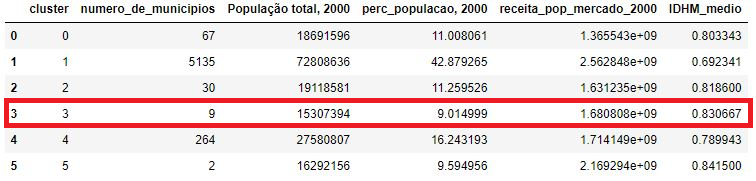 cluster numero_de_municipios População total, 2000 perc_populacao, 2000 receita_pop_mercado_2000 IDHM_medio
0 0 67 18691596 11.008061 1.365543e+09 0.803343
1 1 5135 72808636 42.879265 2.562848e+09 0.692341
2 2 30 19118581 11.259526 1.631235e+09 0.818600
3 3 9 15307394 9.014999 1.680808e+09 0.830667
4 4 264 27580807 16.243193 1.714149e+09 0.789943
5 5 2 16292156 9.594956 2.169294e+09 0.841500